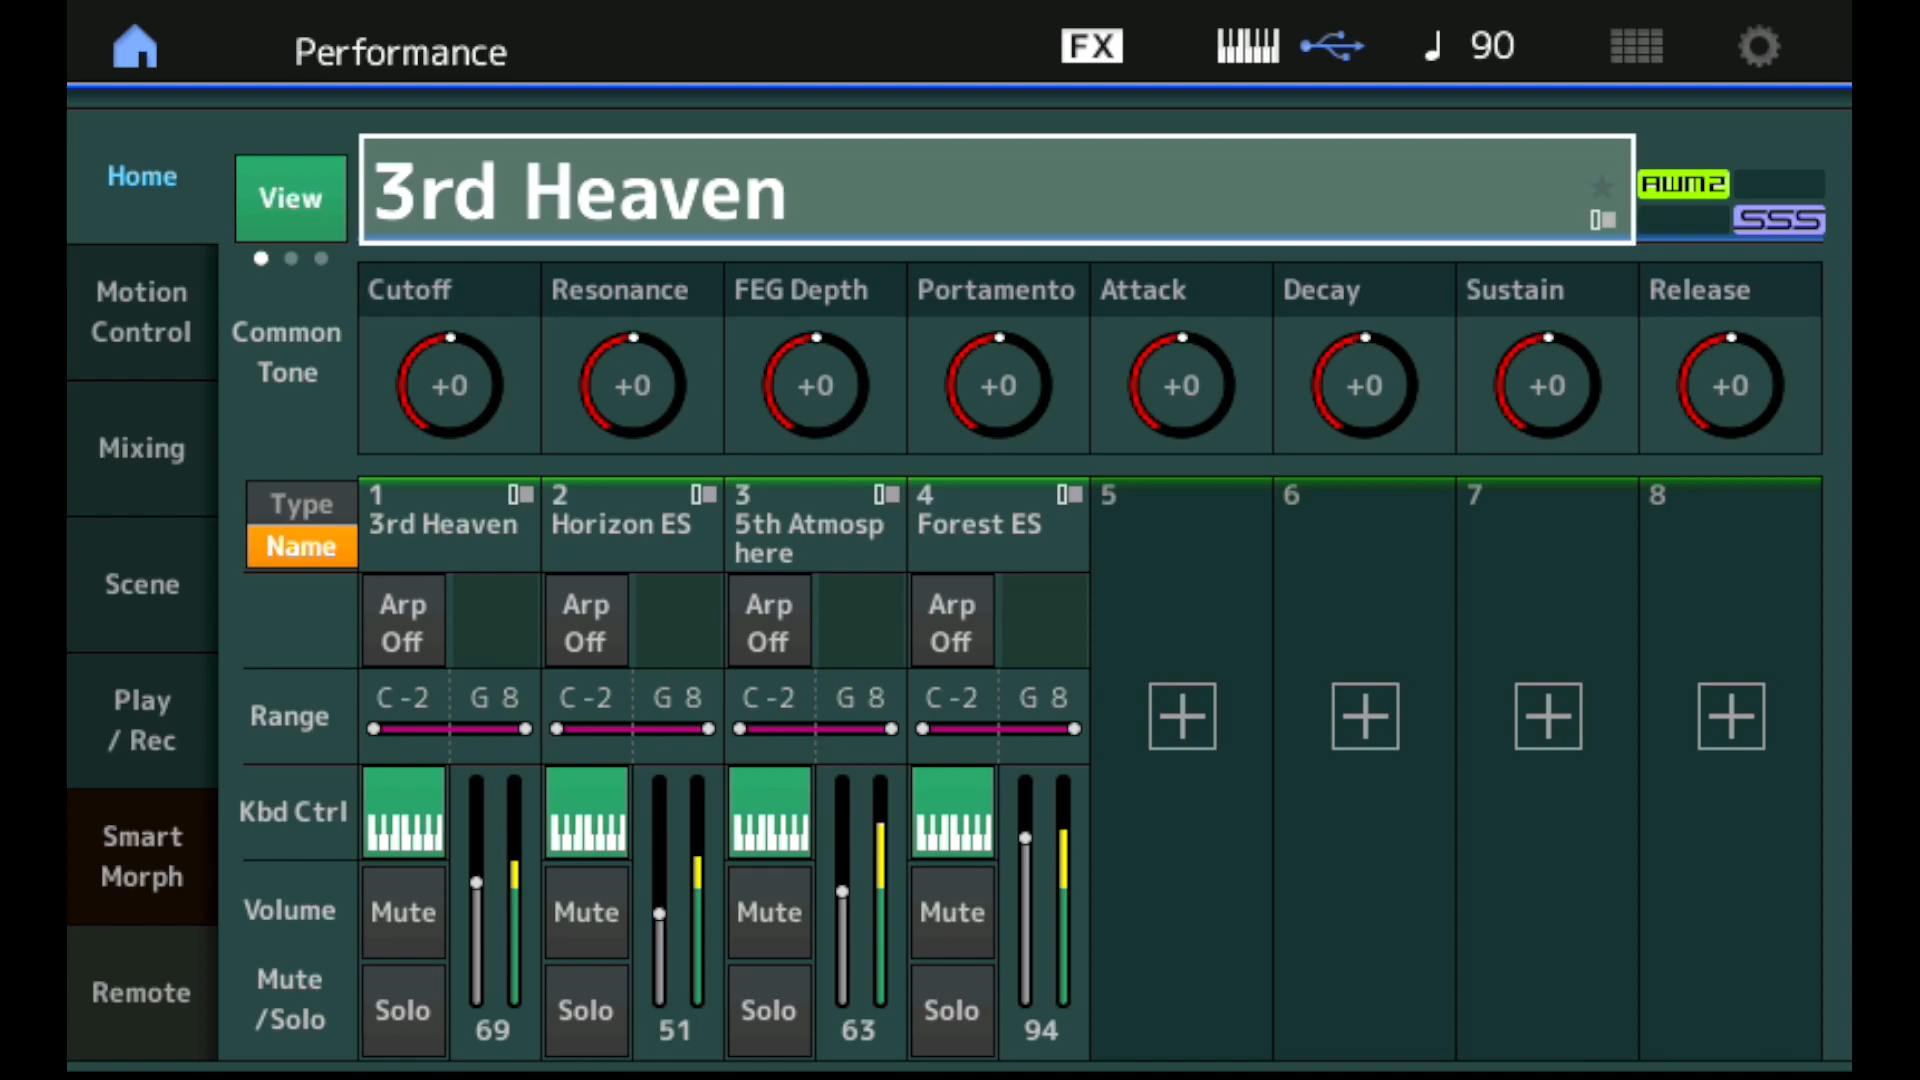 Performance
FX
90
Home
View
3rd Heaven
AWM2
SSS
Motion
Control
Common
Tone
Cutoff
Resonance
FEG Depth
Portamento
Attack
Decay
Sustain
Release
+0
+0
+0
+0
+0
+0
+0
+0
Mixing
Type
Name
1
3rd Heaven
2
Horizon ES
3
5th Atmosp
here
4
Forest ES
5
6
7
8
Scene
Arp
Off
Arp
Off
Arp
Off
Arp
Off
Play
/ Rec
Range
C -2
G 8
C -2
G 8
C -2
G 8
C -2
G 8
Smart
Morph
Kbd Ctrl
Volume
Mute
Mute
Mute
Mute
Remote
Mute
/Solo
Solo
69
Solo
51
Solo
63
Solo
94